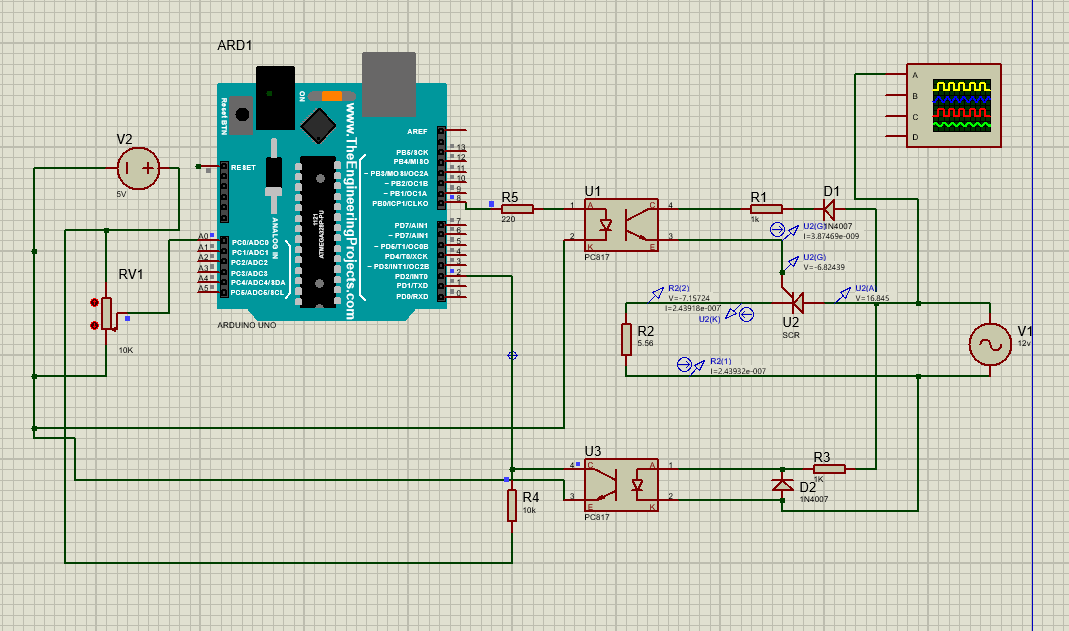 ARD1
ON
Reset BTN
www.TheEngineeringProjects.com
ANALOG IN
ATMEGA328P-PU
1121
RESET
AREF
PB5/SCK
PB4/MISO
~ PB3/MOSI/OC2A
~ PB2/OC1B
~ PB1/OC1A
PB0/ICP1/CLKO
13
12
11
10
9
8
PD7/AIN1
~ PD6/AIN0
~ PD5/T1/OC0B
PD4/T0/XCK
~ PD3/INT1/OC2B
PD2/INT0
PD1/TXD
PD0/RXD
7
6
5
4
3
2
1
0
A0
A1
A2
A3
A4
A5
PC0/ADC0
PC1/ADC1
PC2/ADC2
PC3/ADC3
PC4/ADC4/SDA
PC5/ADC5/SCL
ARDUINO UNO
V2
5V
RV1
10K
R5
220
U1
1
2
A
K
C
E
4
3
PC817
R1
1k
D1
1N4007
U2(G)
I=3.87469e-009
U2(G)
V=-6.82439
R2(2)
V=-7.15724
I=2.43918e-007
U2(K)
U2(A)
V=16.845
U2
SCR
R2
5.56
R2(1)
I=2.43932e-007
V1
12v
A
B
C
D
U3
4
3
C
E
A
K
1
2
PC817
R3
1K
D2
1N4007
R4
10k